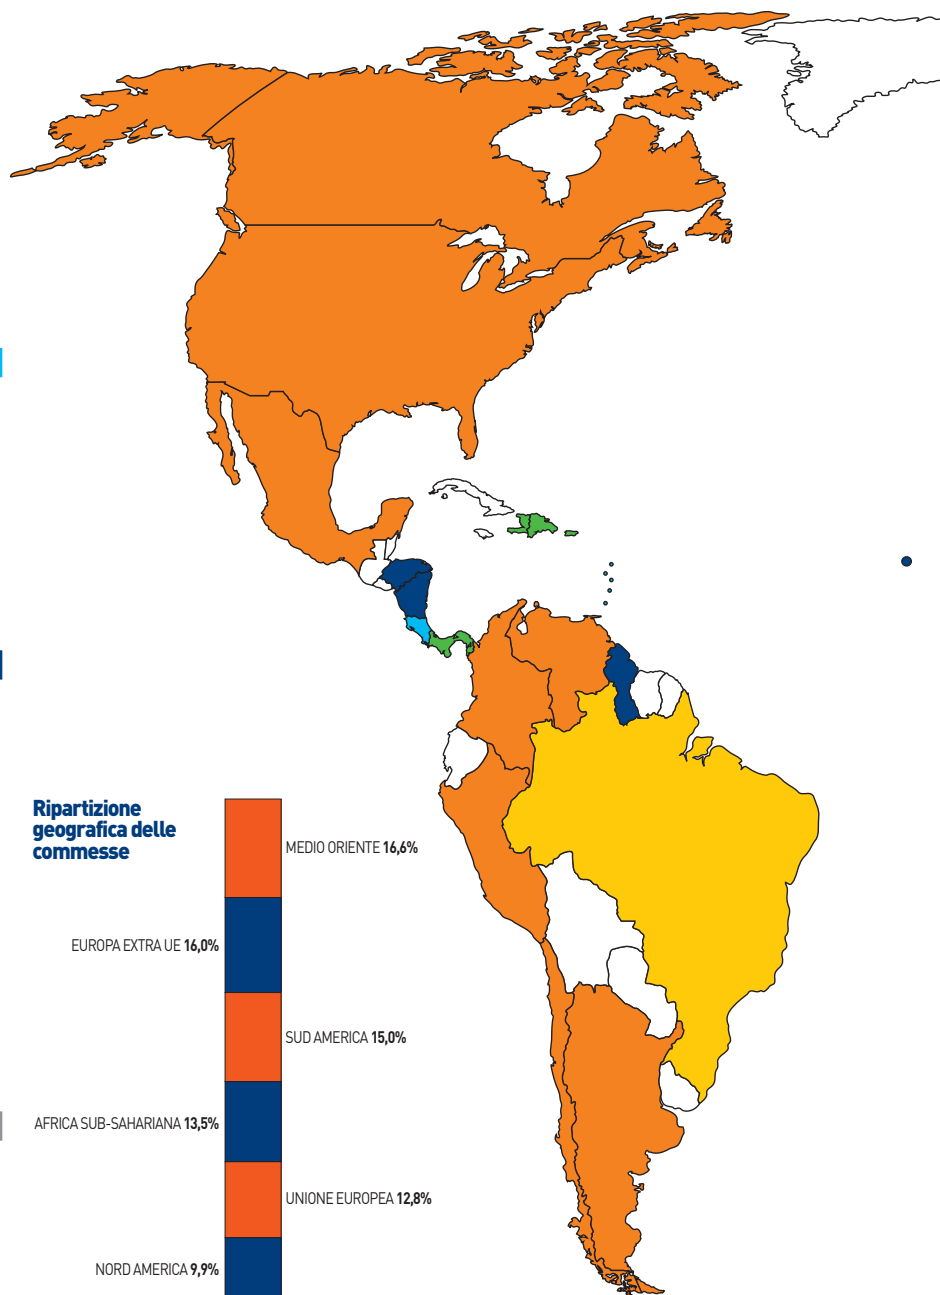 Ripartizione
geografica delle
commesse
MEDIO ORIENTE 16,6%
EUROPA EXTRA UE 16,0%
SUD AMERICA 15,0%
AFRICA SUB-SAHARIANA 13,5%
UNIONE EUROPEA 12,8%
NORD AMERICA 9,9%